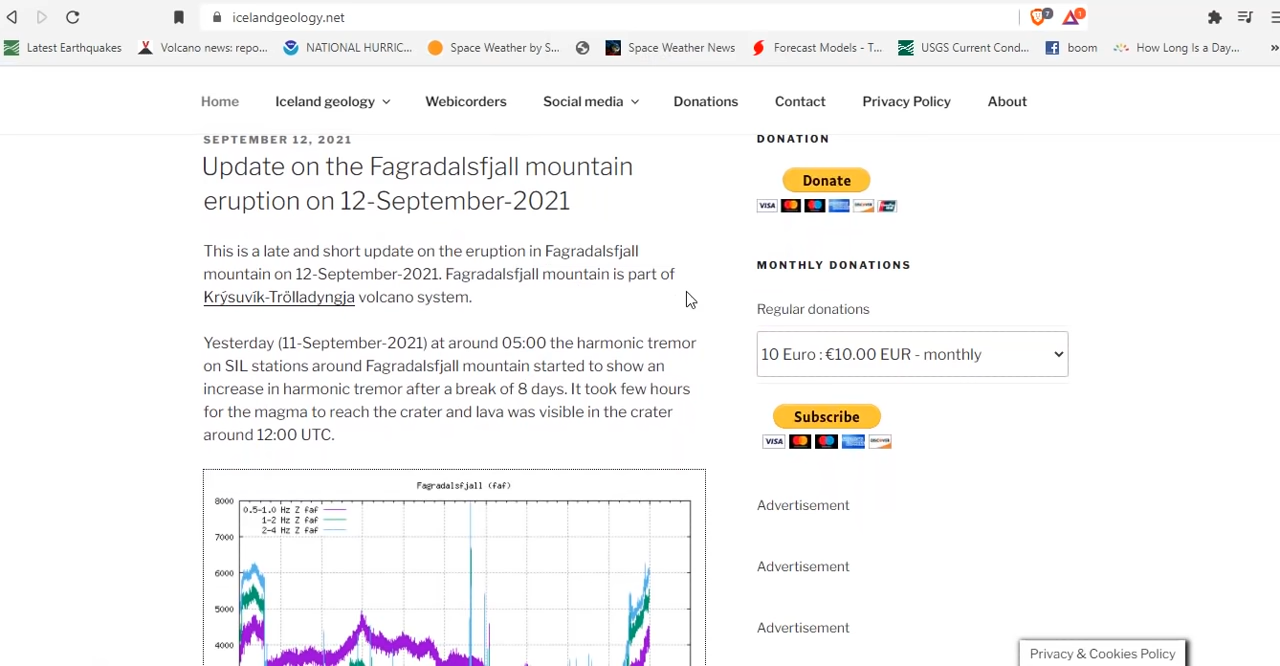 icelandgeology.net
7
1
Latest Earthquakes
Volcano news: repo...
NATIONAL HURRIC...
Space Weather by S...
Space Weather News
Forecast Models - T...
USGS Current Cond...
boom
How Long Is a Day...
»
Home
Iceland geology
Webicorders
Social media
Donations
Contact
Privacy Policy
About
SEPTEMBER 12, 2021
Update on the Fagradalsfjall mountain
eruption on 12-September-2021
This is a late and short update on the eruption in Fagradalsfjall
mountain on 12-September-2021. Fagradalsfjall mountain is part of
Krýsuvík-Trölladyngja volcano system.
Yesterday (11-September-2021) at around 05:00 the harmonic tremor
on SIL stations around Fagradalsfjall mountain started to show an
increase in harmonic tremor after a break of 8 days. It took few hours
for the magma to reach the crater and lava was visible in the crater
around 12:00 UTC.
Fagradalsfjall (faf)
8000
7000
6000
5000
4000
0.5-1.0 Hz Z faf
1-2 Hz Z faf
2-4 Hz Z faf
DONATION
Donate
VISA
MONTHLY DONATIONS
Regular donations
10 Euro : €10.00 EUR - monthly
Subscribe
VISA
Advertisement
Advertisement
Advertisement
Privacy & Cookies Policy